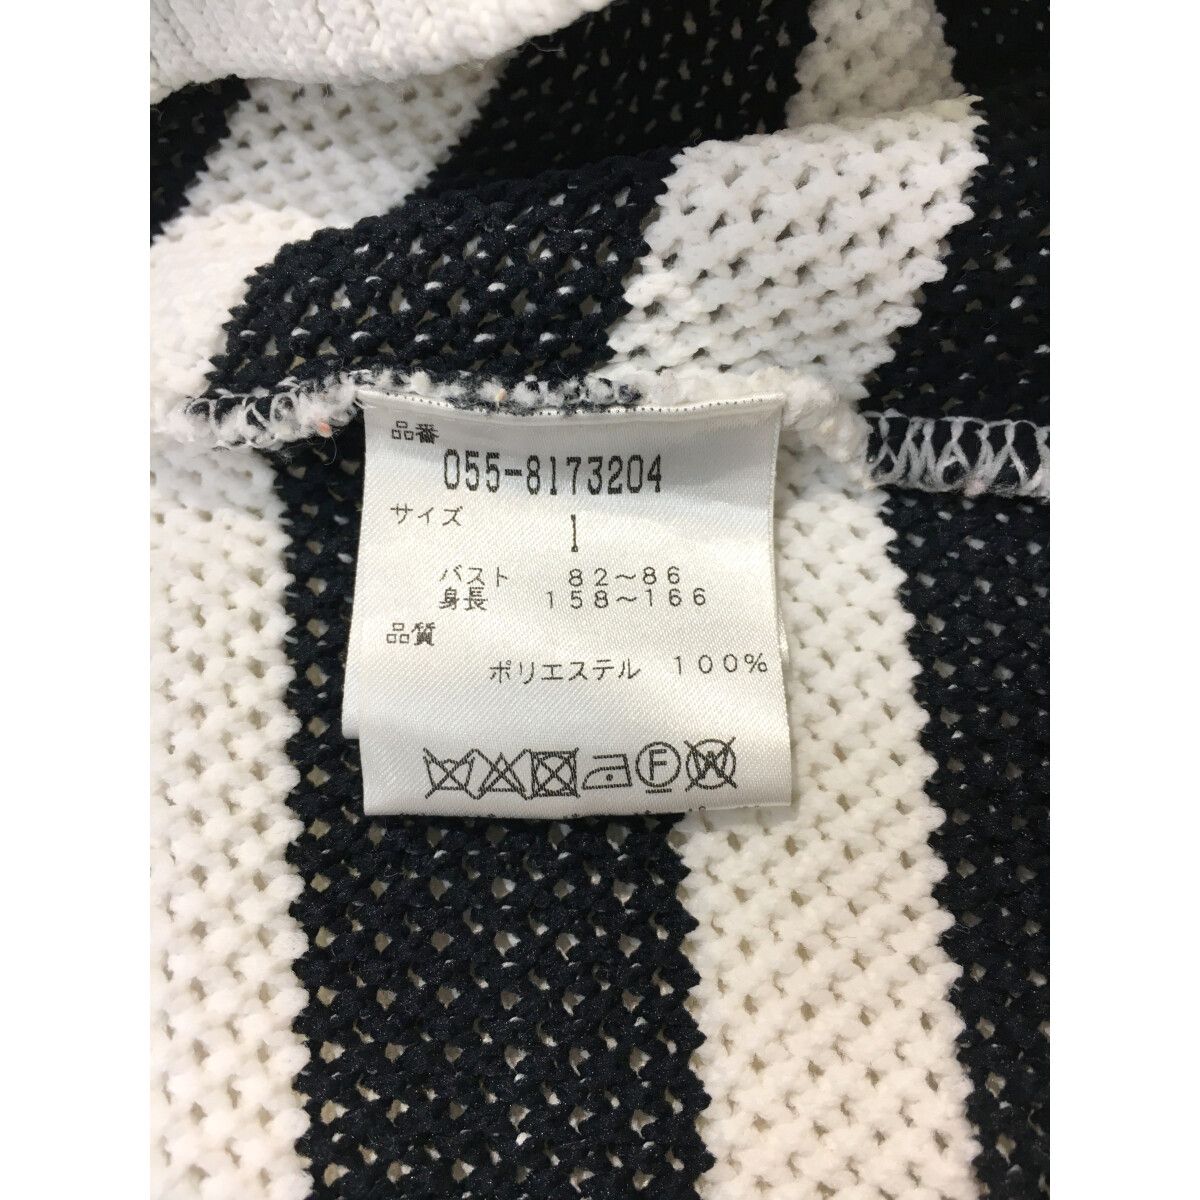 品番
055-8173204
サイズ
1
バスト 82～86
身長 158～166
品質
ポリエステル 100%
F W